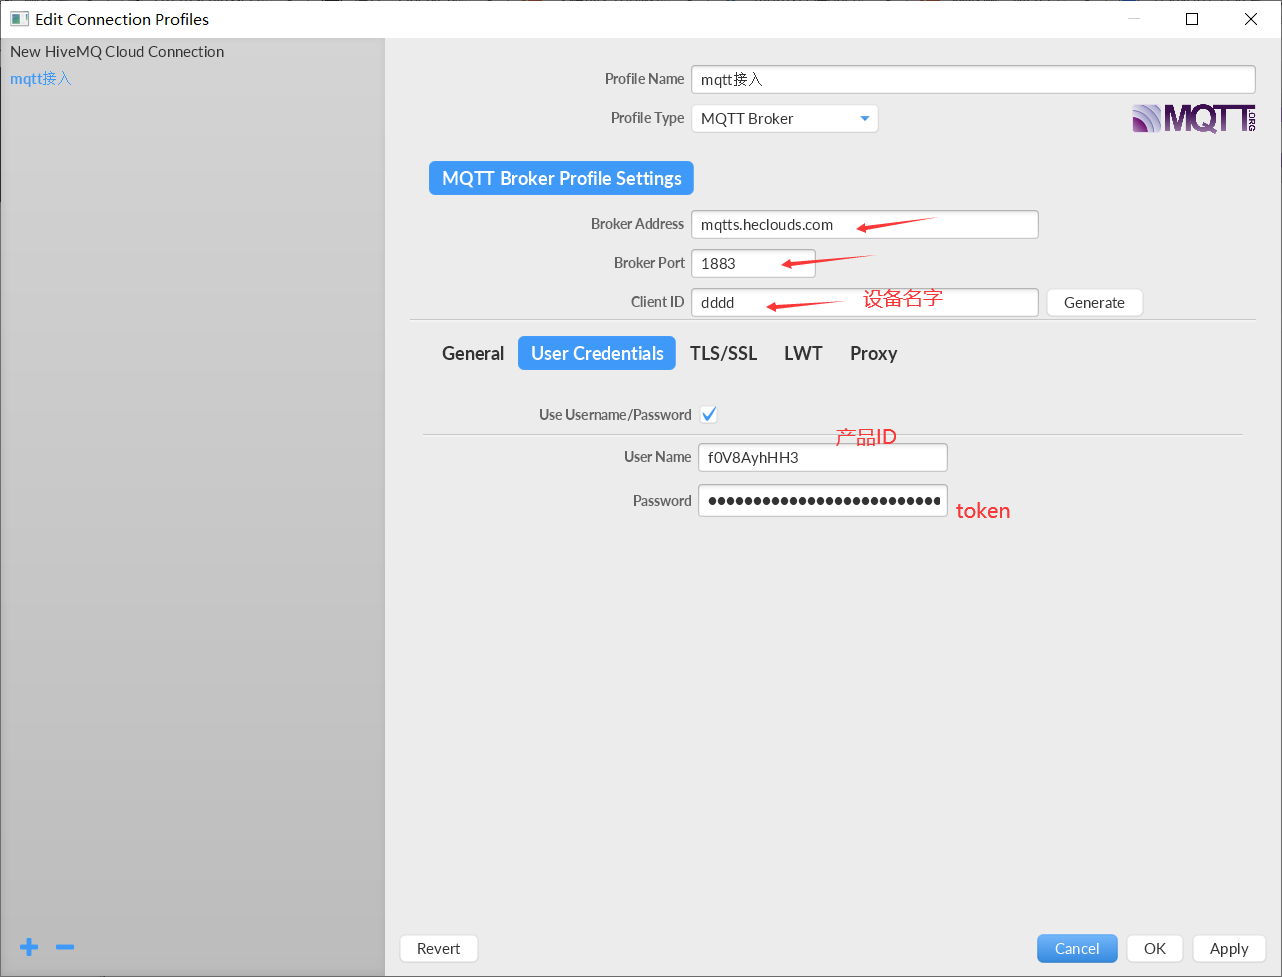 Edit Connection Profiles
New HiveMQ Cloud Connection
mqtt接入
Profile Name mqtt接入
Profile Type MQTT Broker
MQTT.ORG
MQTT Broker Profile Settings
Broker Address mqtts.heclouds.com
Broker Port 1883
Client ID dddd 设备名字 Generate
General User Credentials TLS/SSL LWT Proxy
Use Username/Password
产品ID
User Name f0V8AyhHH3
Password ●●●●●●●●●●●●●●●●●●●●●●●●●● token
Revert Cancel OK Apply